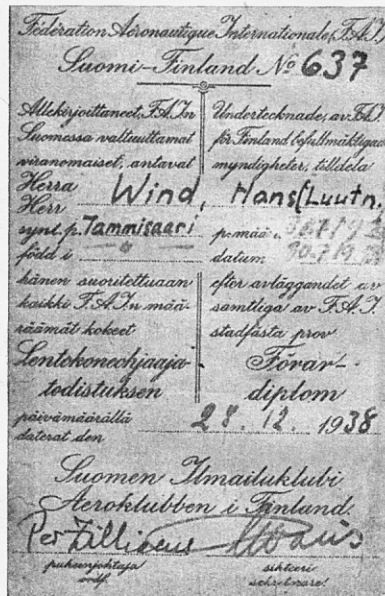 Fédération Aéronautique Internationale, F.A.I.
Suomi-Finland № 637
Allekirjoittaneet, F.A.I:n
Suomessa valtuuttamat
viranomaiset, antavat
Undertecknade, av F.A.I.
för Finland befullmäktigade
myndigheter, tilldela
Herra
Herr
Wind, Hans (Luutn.
synt. p. Tammisaari
född i
datum
hänen suoritettuaan
kaikki F.A.I:n mää-
räämät kokeet
efter avläggandet av
samtliga av F.A.I.
stadfästa prov
Lentokoneohjaaja-
todistuksen
Förar-
diplom
päivämäärällä
daterat den
28. 12. 1938
Suomen Ilmailuklubi
Aeroklubben i Finland.
Per Zilliacus
puheenjohtaja
ordf.
sihteeri
sekreterare!